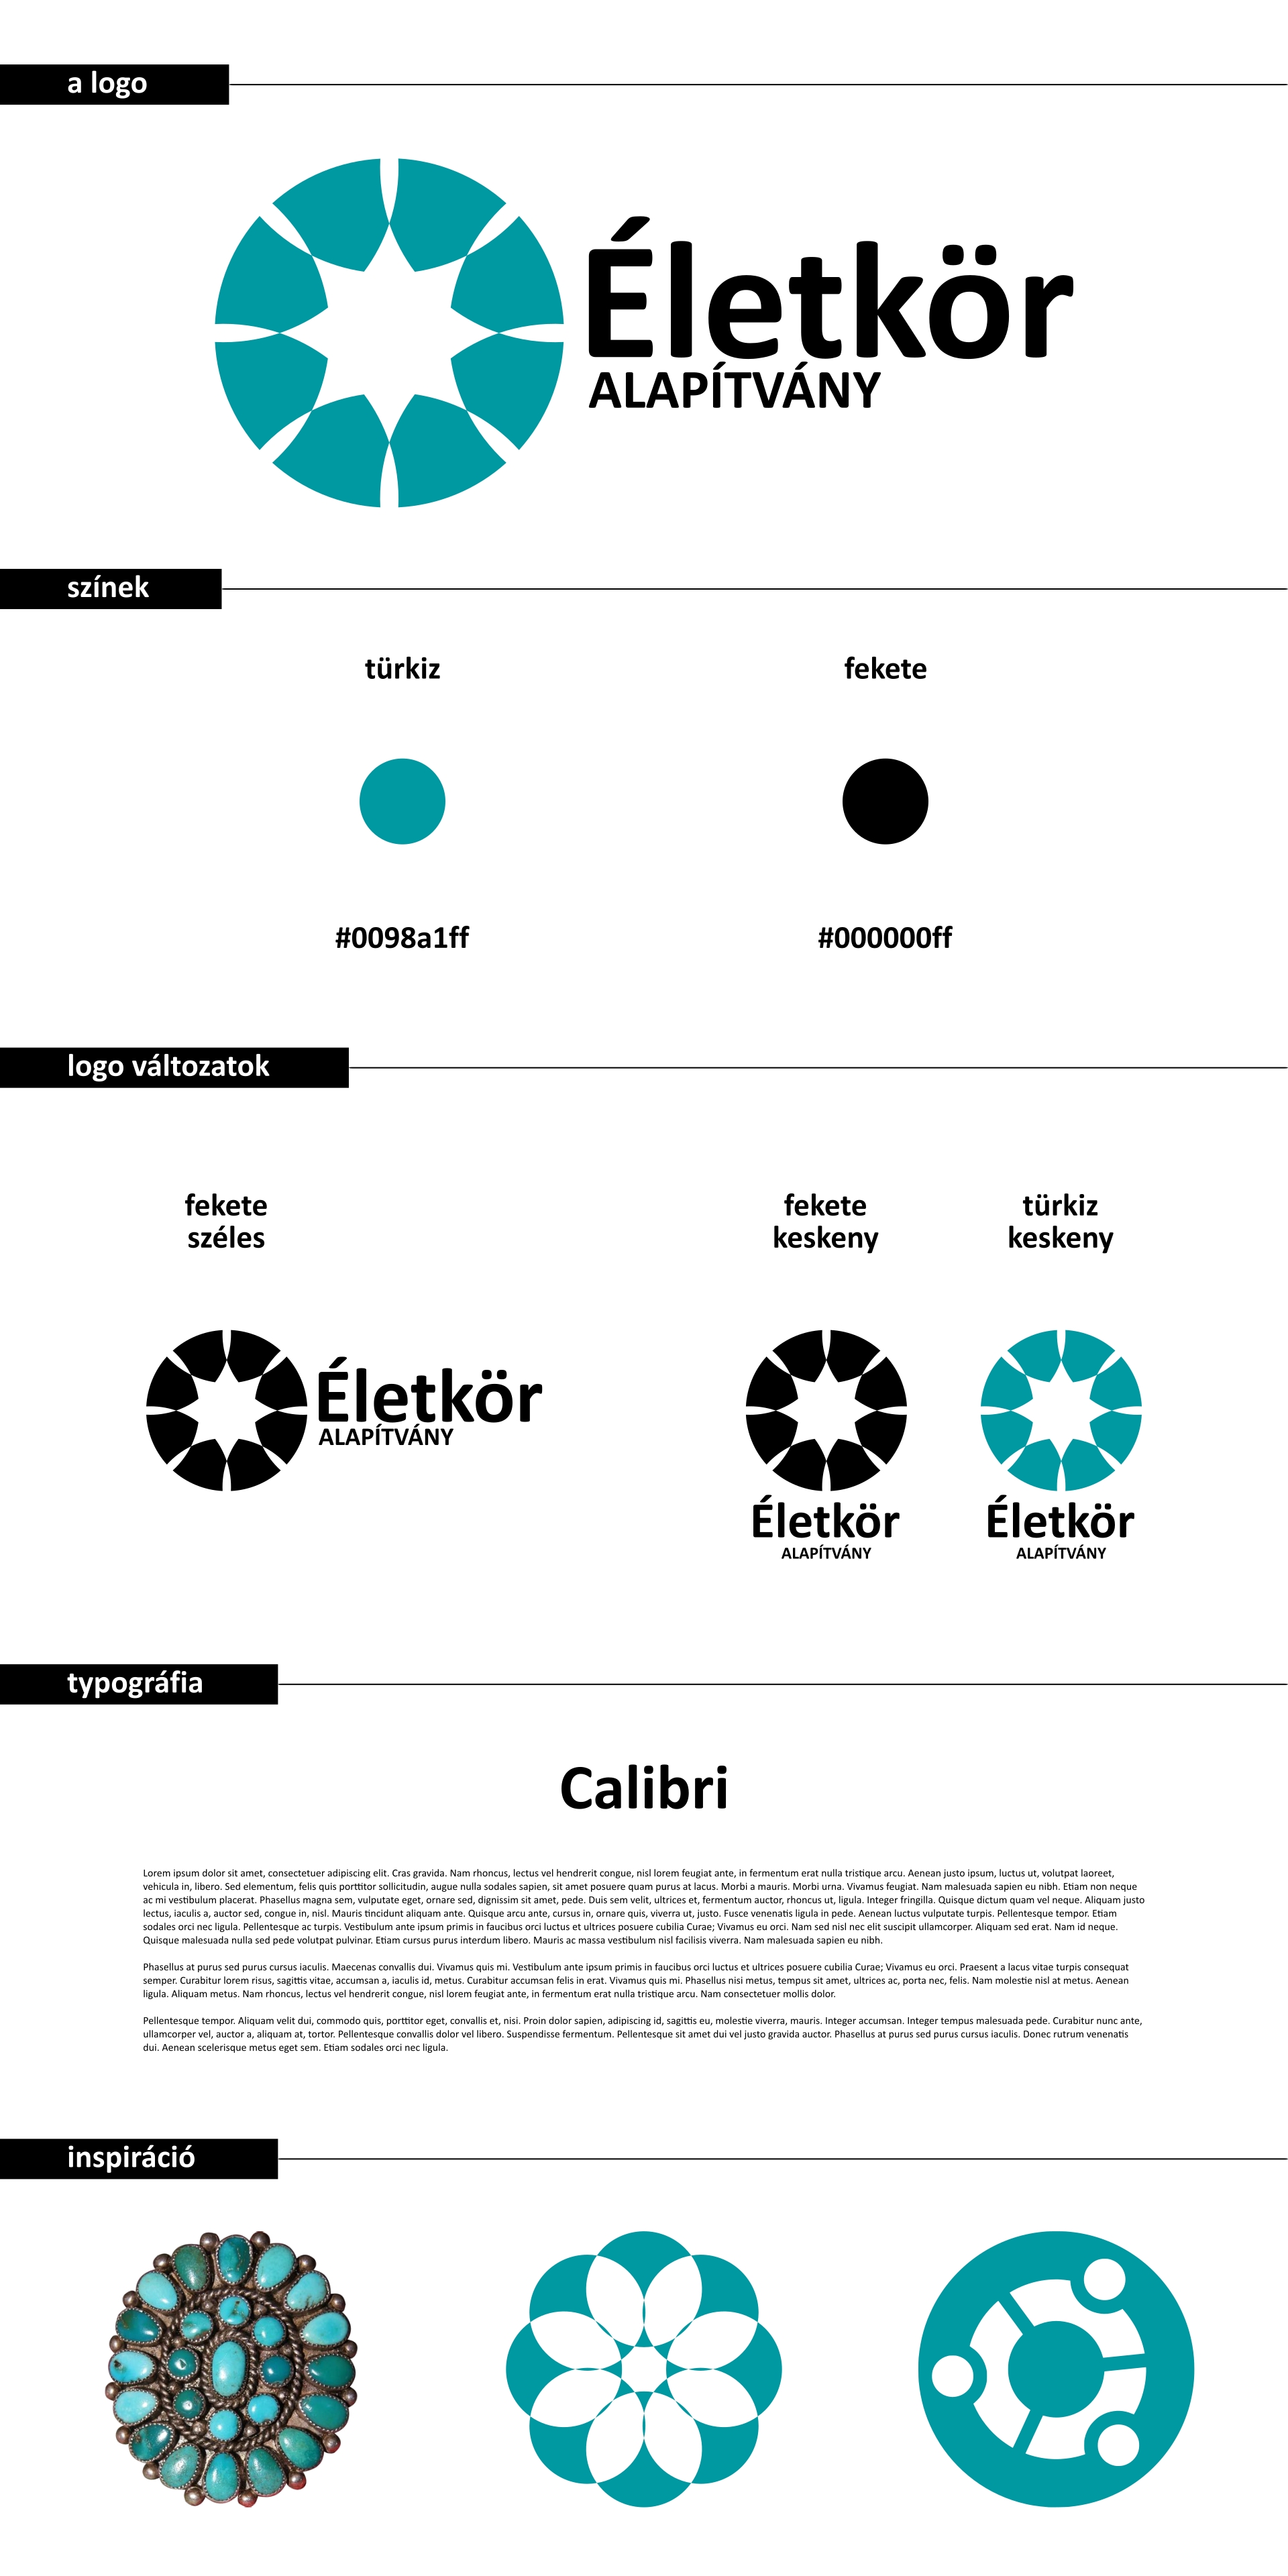 a logo
Életkör
ALAPÍTVÁNY
színek
türkiz
fekete
#0098a1ff
#000000ff
logo változatok
fekete
széles
fekete
keskeny
türkiz
keskeny
Életkör
ALAPÍTVÁNY
Életkör
ALAPÍTVÁNY
Életkör
ALAPÍTVÁNY
typográfia
Calibri
Lorem ipsum dolor sit amet, consectetuer adipiscing elit. Cras gravida. Nam rhoncus, lectus vel hendrerit congue, nisl lorem feugiat ante, in fermentum erat nulla tristique arcu. Aenean justo ipsum, luctus ut, volutpat laoreet,
vehicula in, libero. Sed elementum, felis quis porttitor sollicitudin, augue nulla sodales sapien, sit amet posuere quam purus at lacus. Morbi a mauris. Morbi urna. Vivamus feugiat. Nam malesuada sapien eu nibh. Etiam non neque
ac mi vestibulum placerat. Phasellus magna sem, vulputate eget, ornare sed, dignissim sit amet, pede. Duis sem velit, ultrices et, fermentum auctor, rhoncus ut, ligula. Integer fringilla. Quisque dictum quam vel neque. Aliquam justo
lectus, iaculis a, auctor sed, congue in, nisl. Mauris tincidunt aliquam ante. Quisque arcu ante, cursus in, ornare quis, viverra ut, justo. Fusce venenatis ligula in pede. Aenean luctus vulputate turpis. Pellentesque tempor. Etiam
sodales orci nec ligula. Pellentesque ac turpis. Vestibulum ante ipsum primis in faucibus orci luctus et ultrices posuere cubilia Curae; Vivamus eu orci. Nam sed nisl nec elit suscipit ullamcorper. Aliquam sed erat. Nam id neque.
Quisque malesuada nulla sed pede volutpat pulvinar. Etiam cursus purus interdum libero. Mauris ac massa vestibulum nisl facilisis viverra. Nam malesuada sapien eu nibh.
Phasellus at purus sed purus cursus iaculis. Maecenas convallis dui. Vivamus quis mi. Vestibulum ante ipsum primis in faucibus orci luctus et ultrices posuere cubilia Curae; Vivamus eu orci. Praesent a lacus vitae turpis consequat
semper. Curabitur lorem risus, sagittis vitae, accumsan a, iaculis id, metus. Curabitur accumsan felis in erat. Vivamus quis mi. Phasellus nisi metus, tempus sit amet, ultrices ac, porta nec, felis. Nam molestie nisl at metus. Aenean
ligula. Aliquam metus. Nam rhoncus, lectus vel hendrerit congue, nisl lorem feugiat ante, in fermentum erat nulla tristique arcu. Nam consectetuer mollis dolor.
Pellentesque tempor. Aliquam velit dui, commodo quis, porttitor eget, convallis et, nisi. Proin dolor sapien, adipiscing id, sagittis eu, molestie viverra, mauris. Integer accumsan. Integer tempus malesuada pede. Curabitur nunc ante,
ullamcorper vel, auctor a, aliquam at, tortor. Pellentesque convallis dolor vel libero. Suspendisse fermentum. Pellentesque sit amet dui vel justo gravida auctor. Phasellus at purus sed purus cursus iaculis. Donec rutrum venenatis
dui. Aenean scelerisque metus eget sem. Etiam sodales orci nec ligula.
inspiráció